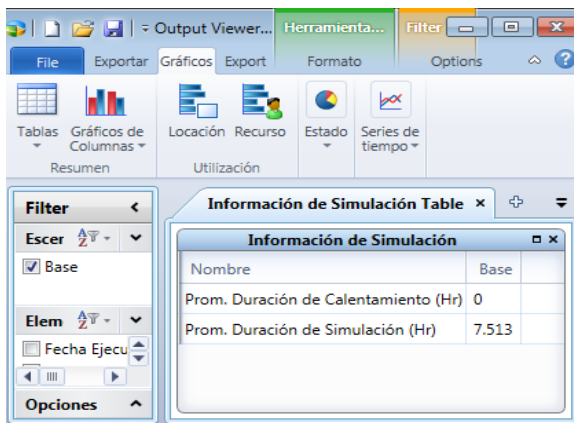 Output Viewer... Herramienta... Filter
File Exportar Gráficos Export Formato Options
Tablas Gráficos de Columnas Locación Recurso Estado Series de tiempo
Resumen Utilización
Filter
Información de Simulación Table
Escer
Información de Simulación
Base
Nombre Base
Prom. Duración de Calentamiento (Hr) 0
Elem
Prom. Duración de Simulación (Hr) 7.513
Fecha Ejecu
Opciones